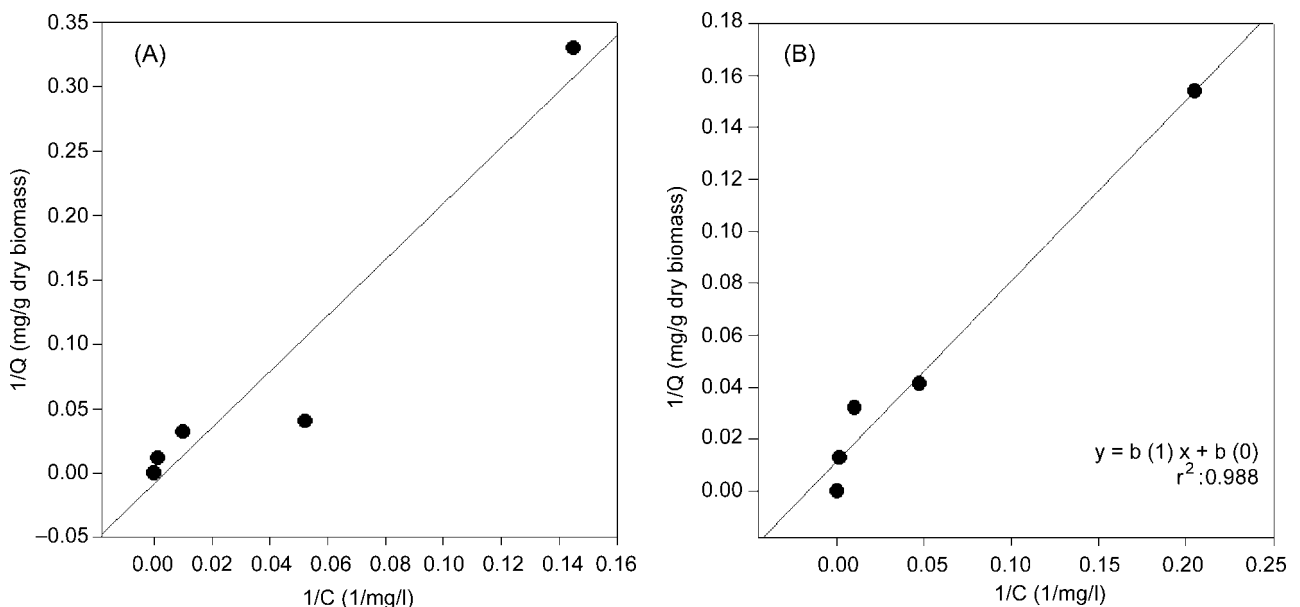 (A)
1/Q (mg/g dry biomass)
0.35
0.30
0.35
0.20
0.15
0.10
0.05
0.00
–0.05
0.00 0.02 0.04 0.06 0.08 0.10 0.12 0.14 0.16
1/C (1/mg/l)
(B)
1/Q (mg/g dry biomass)
0.18
0.16
0.14
0.12
0.10
0.08
0.06
0.04
0.02
0.00
y = b (1) x + b (0)
r²:0.988
0.00 0.05 0.10 0.15 0.20 0.25
1/C (1/mg/l)